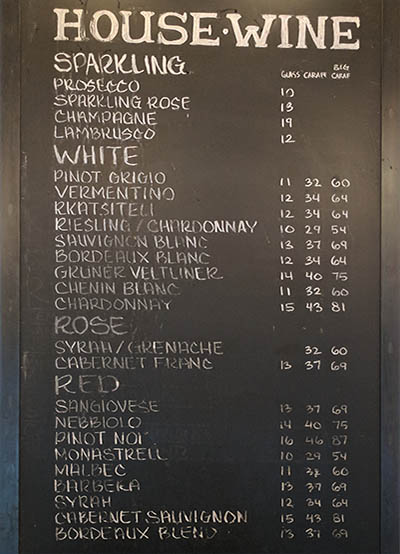 HOUSE·WINE
SPARKLING GLASS CARAF BIG CARAF
PROSECCO 10
SPARKLING ROSE 13
CHAMPAGNE 19
LAMBRUSCO 12
WHITE
PINOT GRIGIO 11 32 60
VERMENTINO 12 34 64
RKATSITELI 12 34 64
RIESLING/CHARDONNAY 10 29 54
SAUVIGNON BLANC 13 37 69
BORDEAUX BLANC 12 34 64
GRUNER VELTLINER 14 40 75
CHENIN BLANC 11 32 60
CHARDONNAY 15 43 81
ROSE
SYRAH/GRENACHE 32 60
CABERNET FRANC 13 37 69
RED
SANGIOVESE 13 37 69
NEBBIOLO 14 40 75
PINOT NOI 16 46 87
MONASTRELL 10 29 54
MALBEC 11 32 60
BARBERA 13 37 69
SYRAH 12 34 64
CABERNET SAUVIGNON 15 43 81
BORDEAUX BLEND 13 37 69